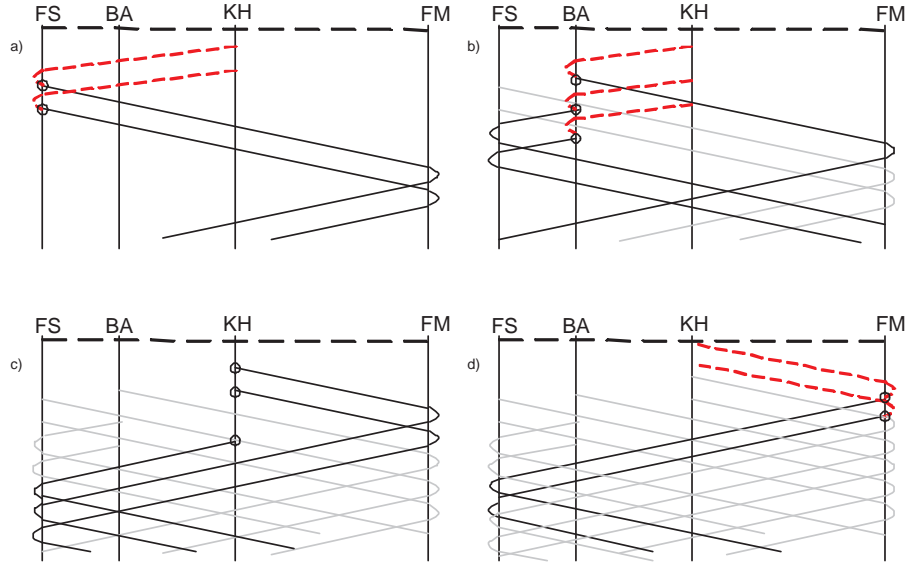 FS BA KH FM
a)
FS BA KH FM
b)
FS BA KH FM
c)
FS BA KH FM
d)